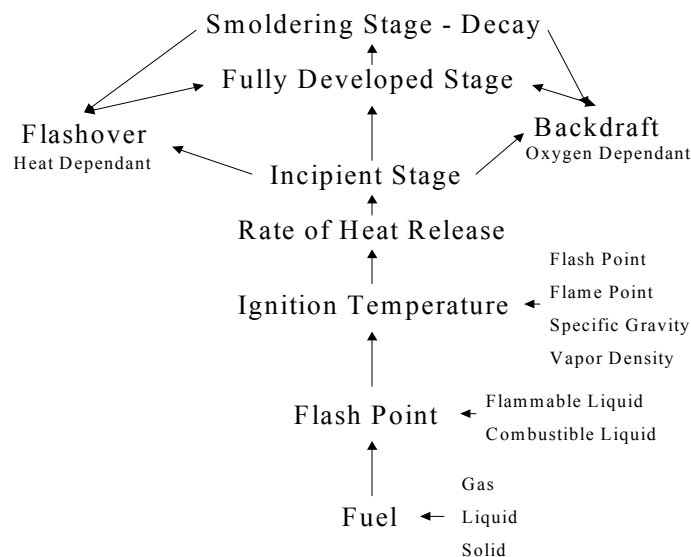 Smoldering Stage - Decay
Fully Developed Stage
Flashover
Heat Dependant
Backdraft
Oxygen Dependant
Incipient Stage
Rate of Heat Release
Ignition Temperature
Flash Point
Flame Point
Specific Gravity
Vapor Density
Flash Point
Flammable Liquid
Combustible Liquid
Fuel
Gas
Liquid
Solid